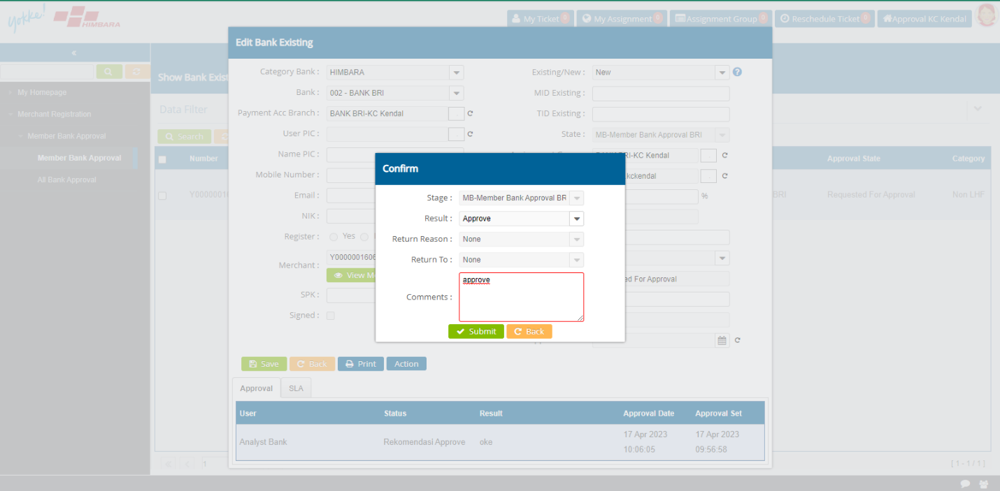 yokke!
HIMBARA
My Ticket 0
My Assignment 0
Assignment Group 0
Reschedule Ticket 0
Approval KC Kendal
Edit Bank Existing
Show Bank Exist
My Homepage
Merchant Registration
Member Bank Approval
Member Bank Approval
All Bank Approval
Data Filter
Search
Number
Approval State
Category
Y00000016
BRI
Requested For Approval
Non LHF
Category Bank :
HIMBARA
Bank :
002 - BANK BRI
Payment Acc Branch :
BANK BRI-KC Kendal
User PIC :
Name PIC :
Mobile Number :
Email :
NIK :
Register :
Yes
Merchant :
Y0000001606
View M
SPK :
Signed :
Existing/New :
New
?
MID Existing :
TID Existing :
State :
MB-Member Bank Approval BRI
RI-KC Kendal
kckendal
%
ed For Approval
Confirm
Stage :
MB-Member Bank Approval BR
Result :
Approve
Return Reason :
None
Return To :
None
Comments :
approve
Submit
Back
Save
Back
Print
Action
Approval
SLA
User
Status
Result
Approval Date
Approval Set
Analyst Bank
Rekomendasi Approve
oke
17 Apr 2023
10:06:05
17 Apr 2023
09:56:58
1
[ 1 - 1 / 1 ]